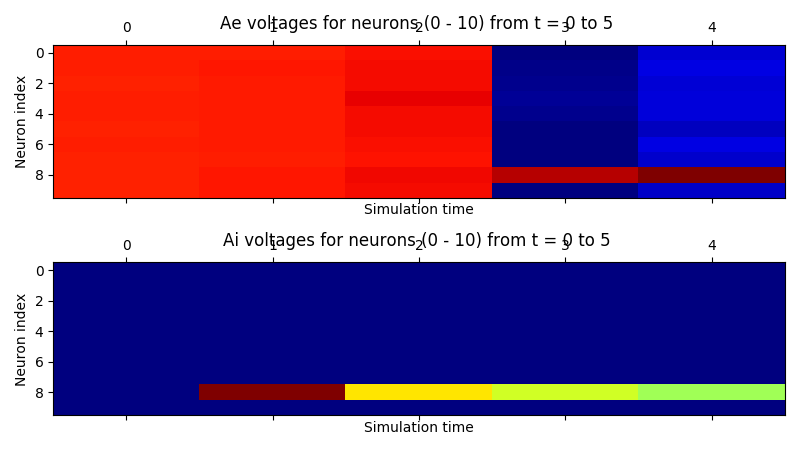 Ae voltages for neurons (0 - 10) from t = 0 to 5
0 1 2 3 4
Neuron index
0
2
4
6
8
Simulation time
Ai voltages for neurons (0 - 10) from t = 0 to 5
0 1 2 3 4
Neuron index
0
2
4
6
8
Simulation time